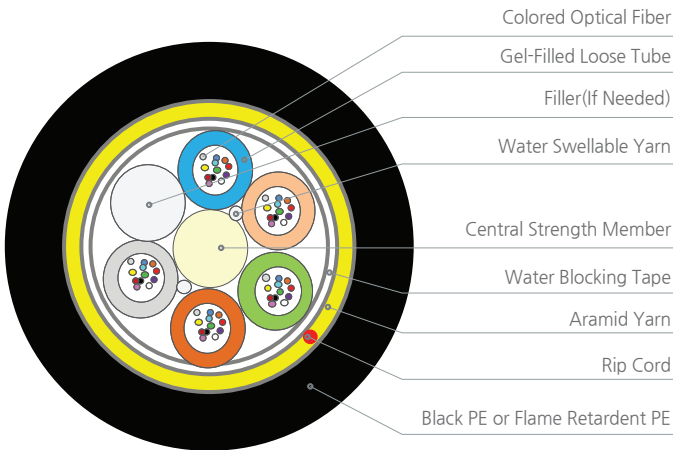 Colored Optical Fiber
Gel-Filled Loose Tube
Filler(If Needed)
Water Swellable Yarn
Central Strength Member
Water Blocking Tape
Aramid Yarn
Rip Cord
Black PE or Flame Retardent PE